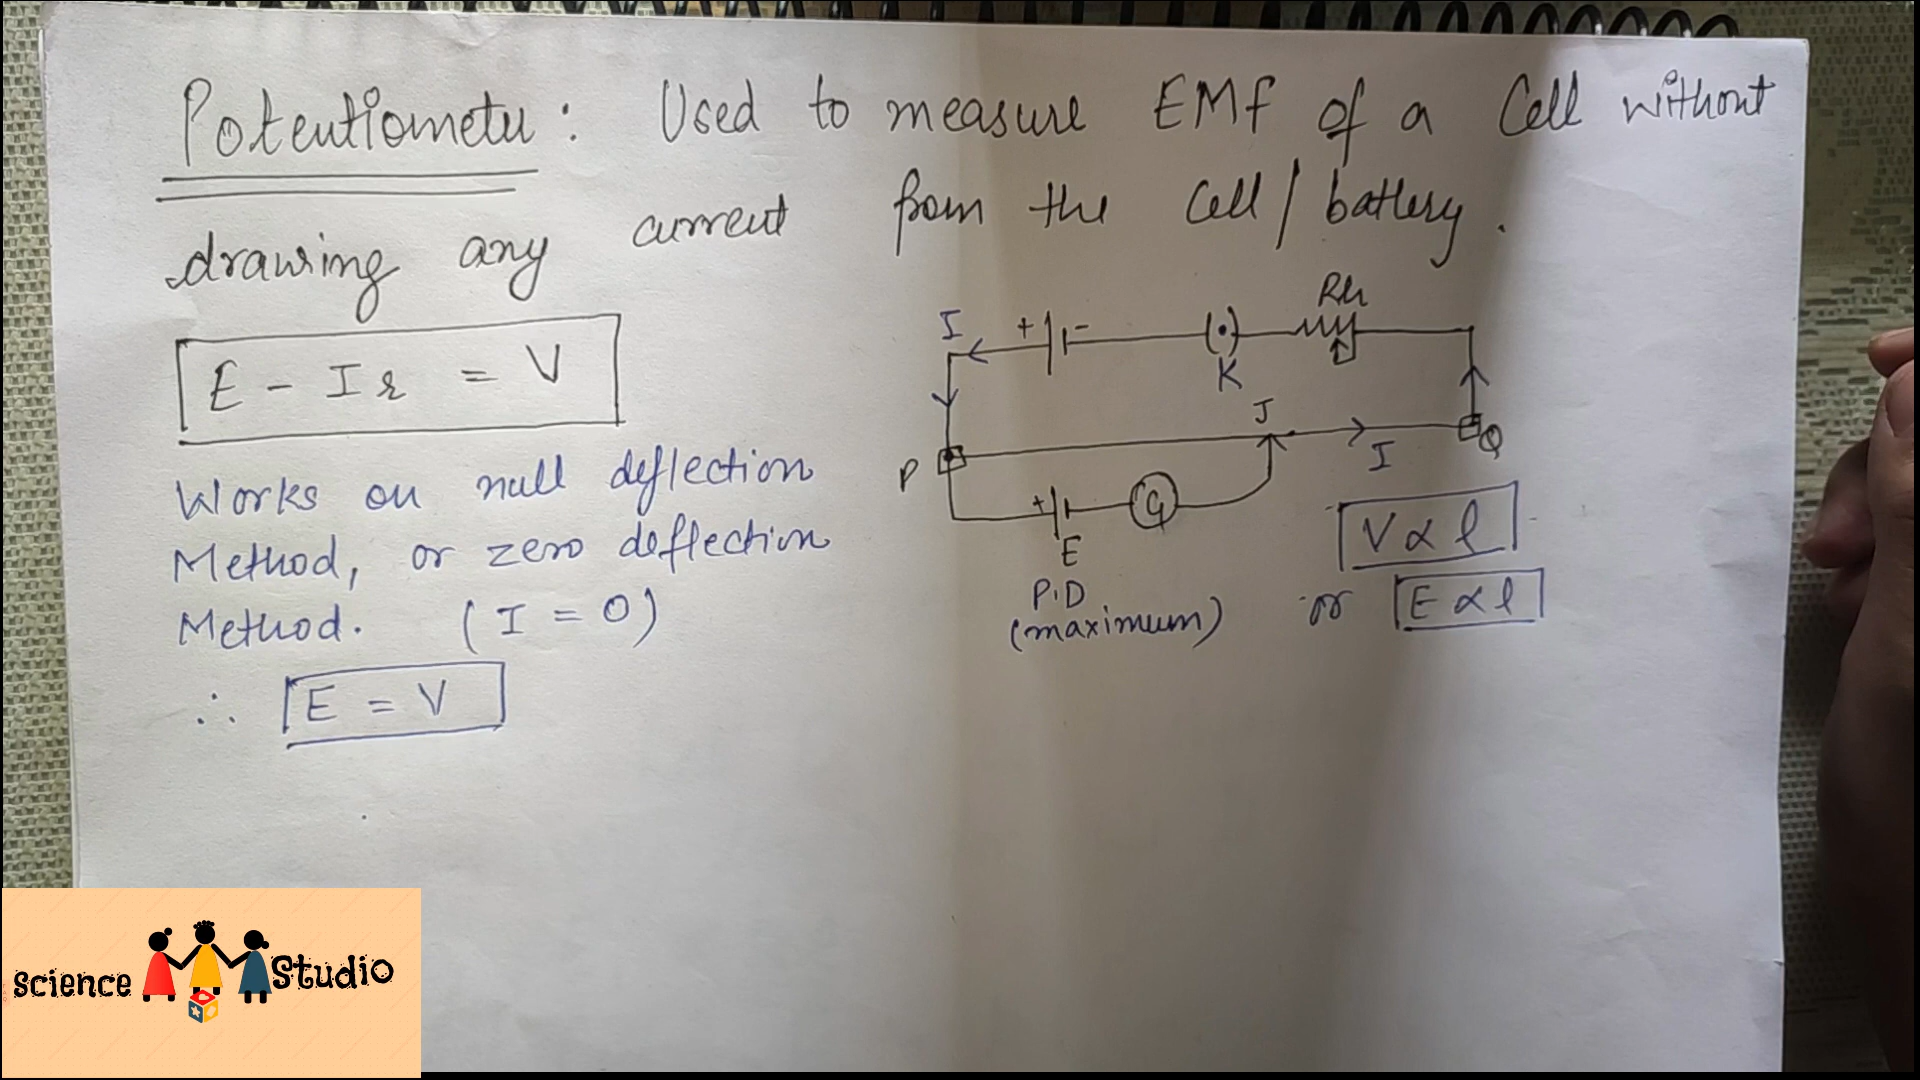 Potentiometer : Used to measure EMF of a Cell without
drawing any current from the Cell / battery.
E - Ir = V
Works on null deflection
Method, or zero deflection
Method. (I = 0)
∴ E = V
I + - K Rh
J
P I Q
+ E G
P.D
(maximum)
V ∝ l
or E ∝ l
Science Studio